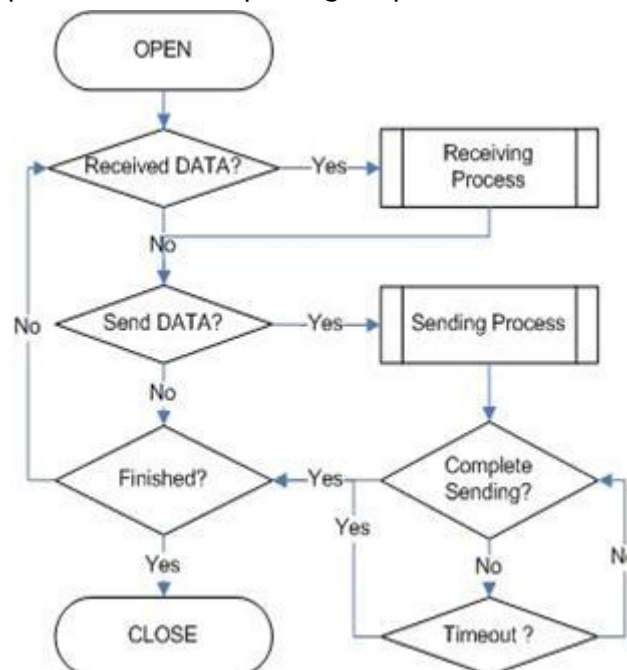 OPEN
Received DATA?
Yes
Receiving
Process
No
Send DATA?
Yes
Sending Process
No
No
Finished?
Yes
Complete
Sending?
Yes
Yes
No
No
CLOSE
Timeout ?